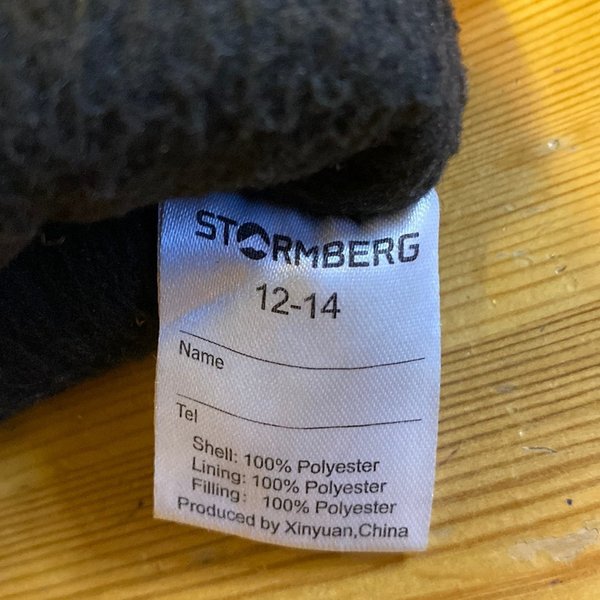 STORMBERG
12-14
Name
Tel
Shell: 100% Polyester
Lining: 100% Polyester
Filling: 100% Polyester
Produced by Xinyuan,China